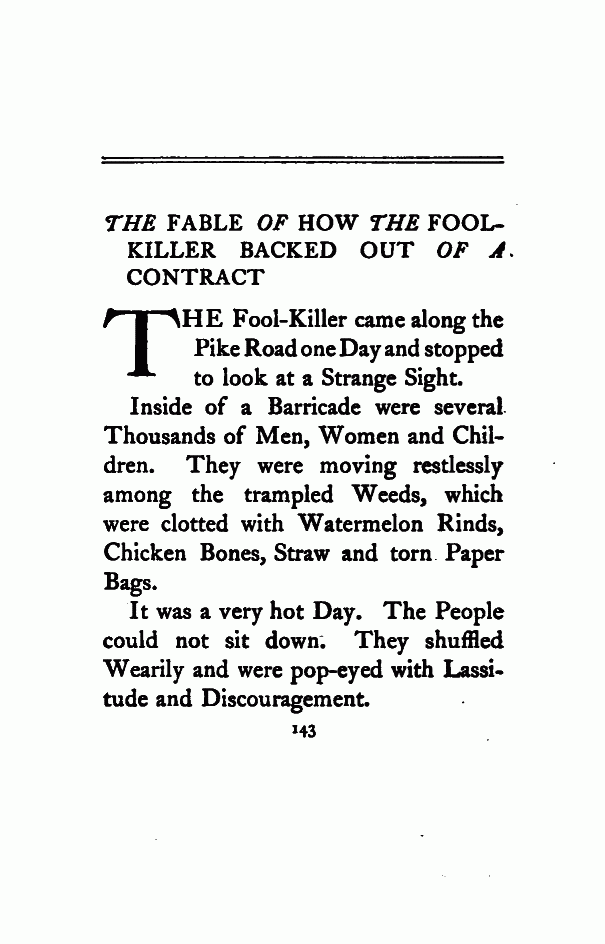 THE FABLE OF HOW THE FOOL-
KILLER BACKED OUT OF A
CONTRACT
THE Fool-Killer came along the
Pike Road one Day and stopped
to look at a Strange Sight.
Inside of a Barricade were several
Thousands of Men, Women and Chil-
dren. They were moving restlessly
among the trampled Weeds, which
were clotted with Watermelon Rinds,
Chicken Bones, Straw and torn Paper
Bags.
It was a very hot Day. The People
could not sit down. They shuffled
Wearily and were pop-eyed with Lassi-
tude and Discouragement.
143